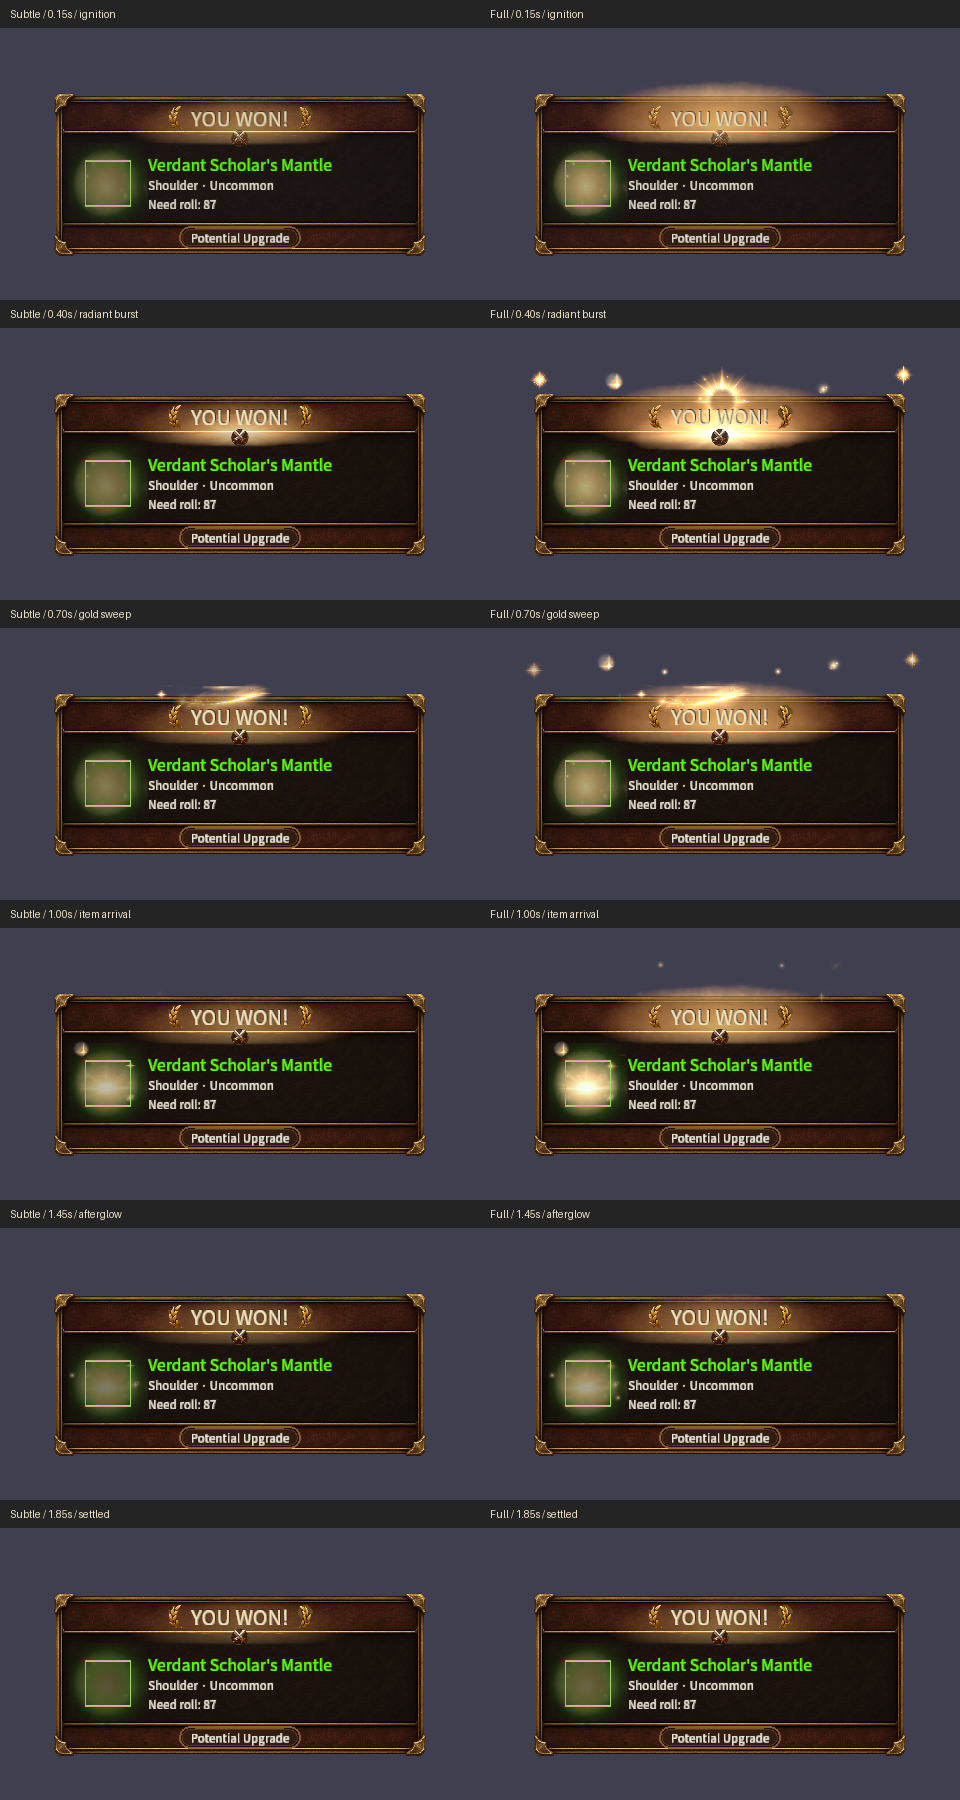 Subtle / 0.15s / ignition
YOU WON!
Verdant Scholar's Mantle
Shoulder · Uncommon
Need roll: 87
Potential Upgrade
Full / 0.15s / ignition
YOU WON!
Verdant Scholar's Mantle
Shoulder · Uncommon
Need roll: 87
Potential Upgrade
Subtle / 0.40s / radiant burst
YOU WON!
Verdant Scholar's Mantle
Shoulder · Uncommon
Need roll: 87
Potential Upgrade
Full / 0.40s / radiant burst
YOU WON!
Verdant Scholar's Mantle
Shoulder · Uncommon
Need roll: 87
Potential Upgrade
Subtle / 0.70s / gold sweep
YOU WON!
Verdant Scholar's Mantle
Shoulder · Uncommon
Need roll: 87
Potential Upgrade
Full / 0.70s / gold sweep
YOU WON!
Verdant Scholar's Mantle
Shoulder · Uncommon
Need roll: 87
Potential Upgrade
Subtle / 1.00s / item arrival
YOU WON!
Verdant Scholar's Mantle
Shoulder · Uncommon
Need roll: 87
Potential Upgrade
Full / 1.00s / item arrival
YOU WON!
Verdant Scholar's Mantle
Shoulder · Uncommon
Need roll: 87
Potential Upgrade
Subtle / 1.45s / afterglow
YOU WON!
Verdant Scholar's Mantle
Shoulder · Uncommon
Need roll: 87
Potential Upgrade
Full / 1.45s / afterglow
YOU WON!
Verdant Scholar's Mantle
Shoulder · Uncommon
Need roll: 87
Potential Upgrade
Subtle / 1.85s / settled
YOU WON!
Verdant Scholar's Mantle
Shoulder · Uncommon
Need roll: 87
Potential Upgrade
Full / 1.85s / settled
YOU WON!
Verdant Scholar's Mantle
Shoulder · Uncommon
Need roll: 87
Potential Upgrade